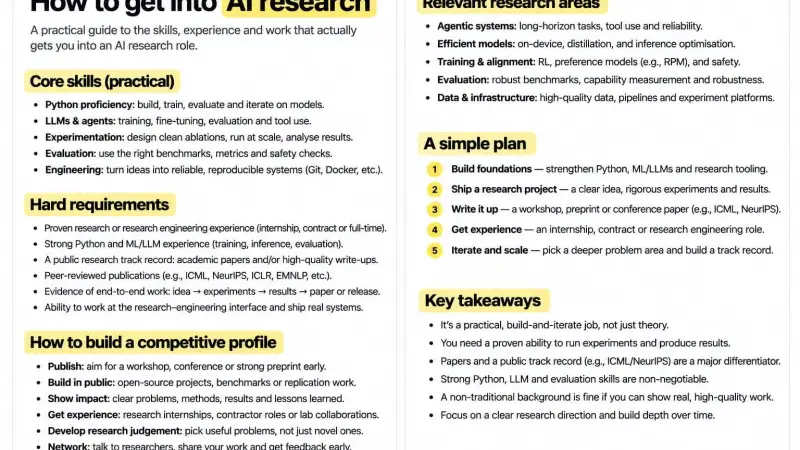 How to get into AI research
A practical guide to the skills, experience and work that actually
gets you into an AI research role.
Core skills (practical)
• Python proficiency: build, train, evaluate and iterate on models.
• LLMs & agents: training, fine-tuning, evaluation and tool use.
• Experimentation: design clean ablations, run at scale, analyse results.
• Evaluation: use the right benchmarks, metrics and safety checks.
• Engineering: turn ideas into reliable, reproducible systems (Git, Docker, etc.).
Hard requirements
• Proven research or research engineering experience (internship, contract or full-time).
• Strong Python and ML/LLM experience (training, inference, evaluation).
• A public research track record: academic papers and/or high-quality write-ups.
• Peer-reviewed publications (e.g., ICML, NeurIPS, ICLR, EMNLP, etc.).
• Evidence of end-to-end work: idea → experiments → results → paper or release.
• Ability to work at the research–engineering interface and ship real systems.
How to build a competitive profile
• Publish: aim for a workshop, conference or strong preprint early.
• Build in public: open-source projects, benchmarks or replication work.
• Show impact: clear problems, methods, results and lessons learned.
• Get experience: research internships, contractor roles or lab collaborations.
• Develop research judgement: pick useful problems, not just novel ones.
• Network: talk to researchers, share your work and get feedback early.
Relevant research areas
• Agentic systems: long-horizon tasks, tool use and reliability.
• Efficient models: on-device, distillation, and inference optimisation.
• Training & alignment: RL, preference models (e.g., RPM), and safety.
• Evaluation: robust benchmarks, capability measurement and robustness.
• Data & infrastructure: high-quality data, pipelines and experiment platforms.
A simple plan
1 Build foundations — strengthen Python, ML/LLMs and research tooling.
2 Ship a research project — a clear idea, rigorous experiments and results.
3 Write it up — a workshop, preprint or conference paper (e.g., ICML, NeurIPS).
4 Get experience — an internship, contract or research engineering role.
5 Iterate and scale — pick a deeper problem area and build a track record.
Key takeaways
• It's a practical, build-and-iterate job, not just theory.
• You need a proven ability to run experiments and produce results.
• Papers and a public track record (e.g., ICML/NeurIPS) are a major differentiator.
• Strong Python, LLM and evaluation skills are non-negotiable.
• A non-traditional background is fine if you can show real, high-quality work.
• Focus on a clear research direction and build depth over time.